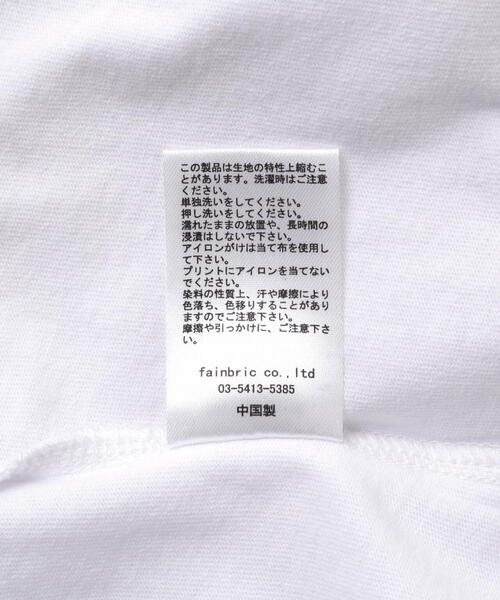 この製品は生地の特性上縮むこ
とがあります。洗濯時はご注意
ください。
単独洗いをしてください。
押し洗いをしてください。
濡れたままの放置や、長時間の
浸漬はしないで下さい。
アイロンがけは当て布を使用し
て下さい。
プリントにアイロンを当てない
でください。
染料の性質上、汗や摩擦により
色落ち、色移りすることがあり
ますのでご注意下さい。
摩擦や引っかけに、ご注意下さ
い。
fainbric co.,ltd
03-5413-5385
中国製